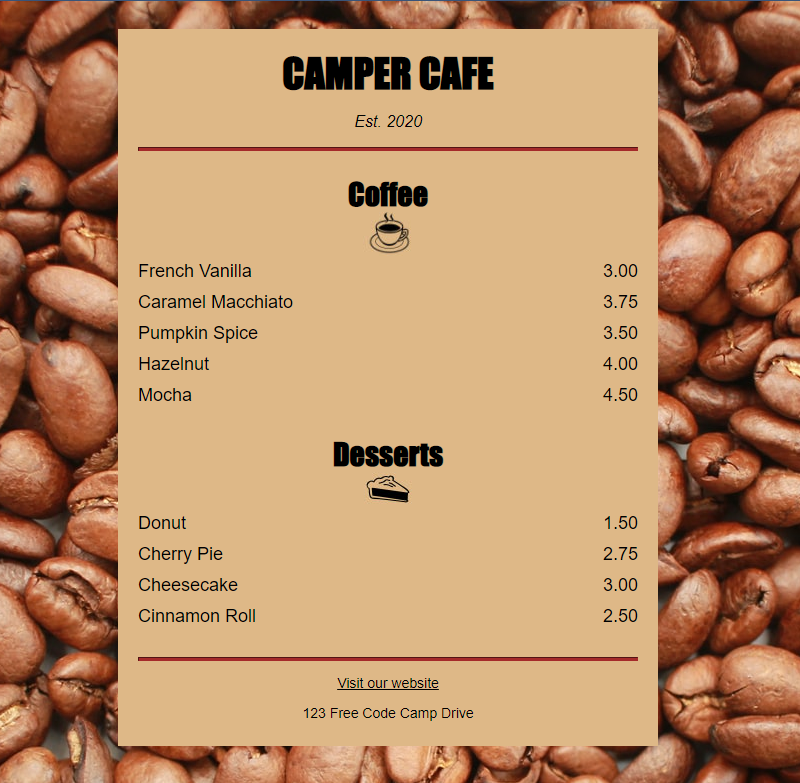 CAMPER CAFE
Est. 2020
Coffee
French Vanilla 3.00
Caramel Macchiato 3.75
Pumpkin Spice 3.50
Hazelnut 4.00
Mocha 4.50
Desserts
Donut 1.50
Cherry Pie 2.75
Cheesecake 3.00
Cinnamon Roll 2.50
Visit our website
123 Free Code Camp Drive